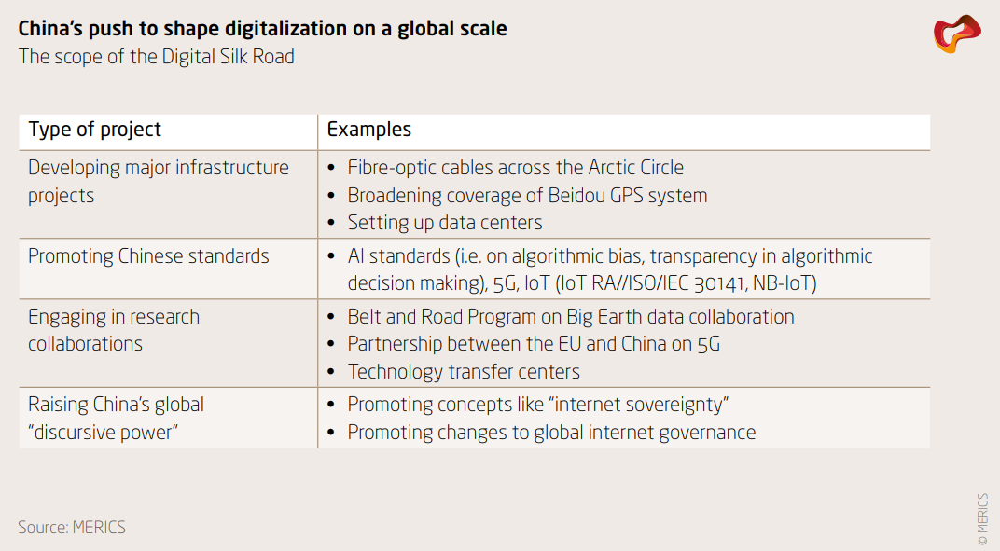 China's push to shape digitalization on a global scale
The scope of the Digital Silk Road
Type of project
Examples
Developing major infrastructure
projects
• Fibre-optic cables across the Arctic Circle
• Broadening coverage of Beidou GPS system
• Setting up data centers
Promoting Chinese standards
• AI standards (i.e. on algorithmic bias, transparency in algorithmic
decision making), 5G, IoT (IoT RA//ISO/IEC 30141, NB-IoT)
Engaging in research
collaborations
• Belt and Road Program on Big Earth data collaboration
• Partnership between the EU and China on 5G
• Technology transfer centers
Raising China's global
"discursive power"
• Promoting concepts like "internet sovereignty"
• Promoting changes to global internet governance
Source: MERICS
© MERICS